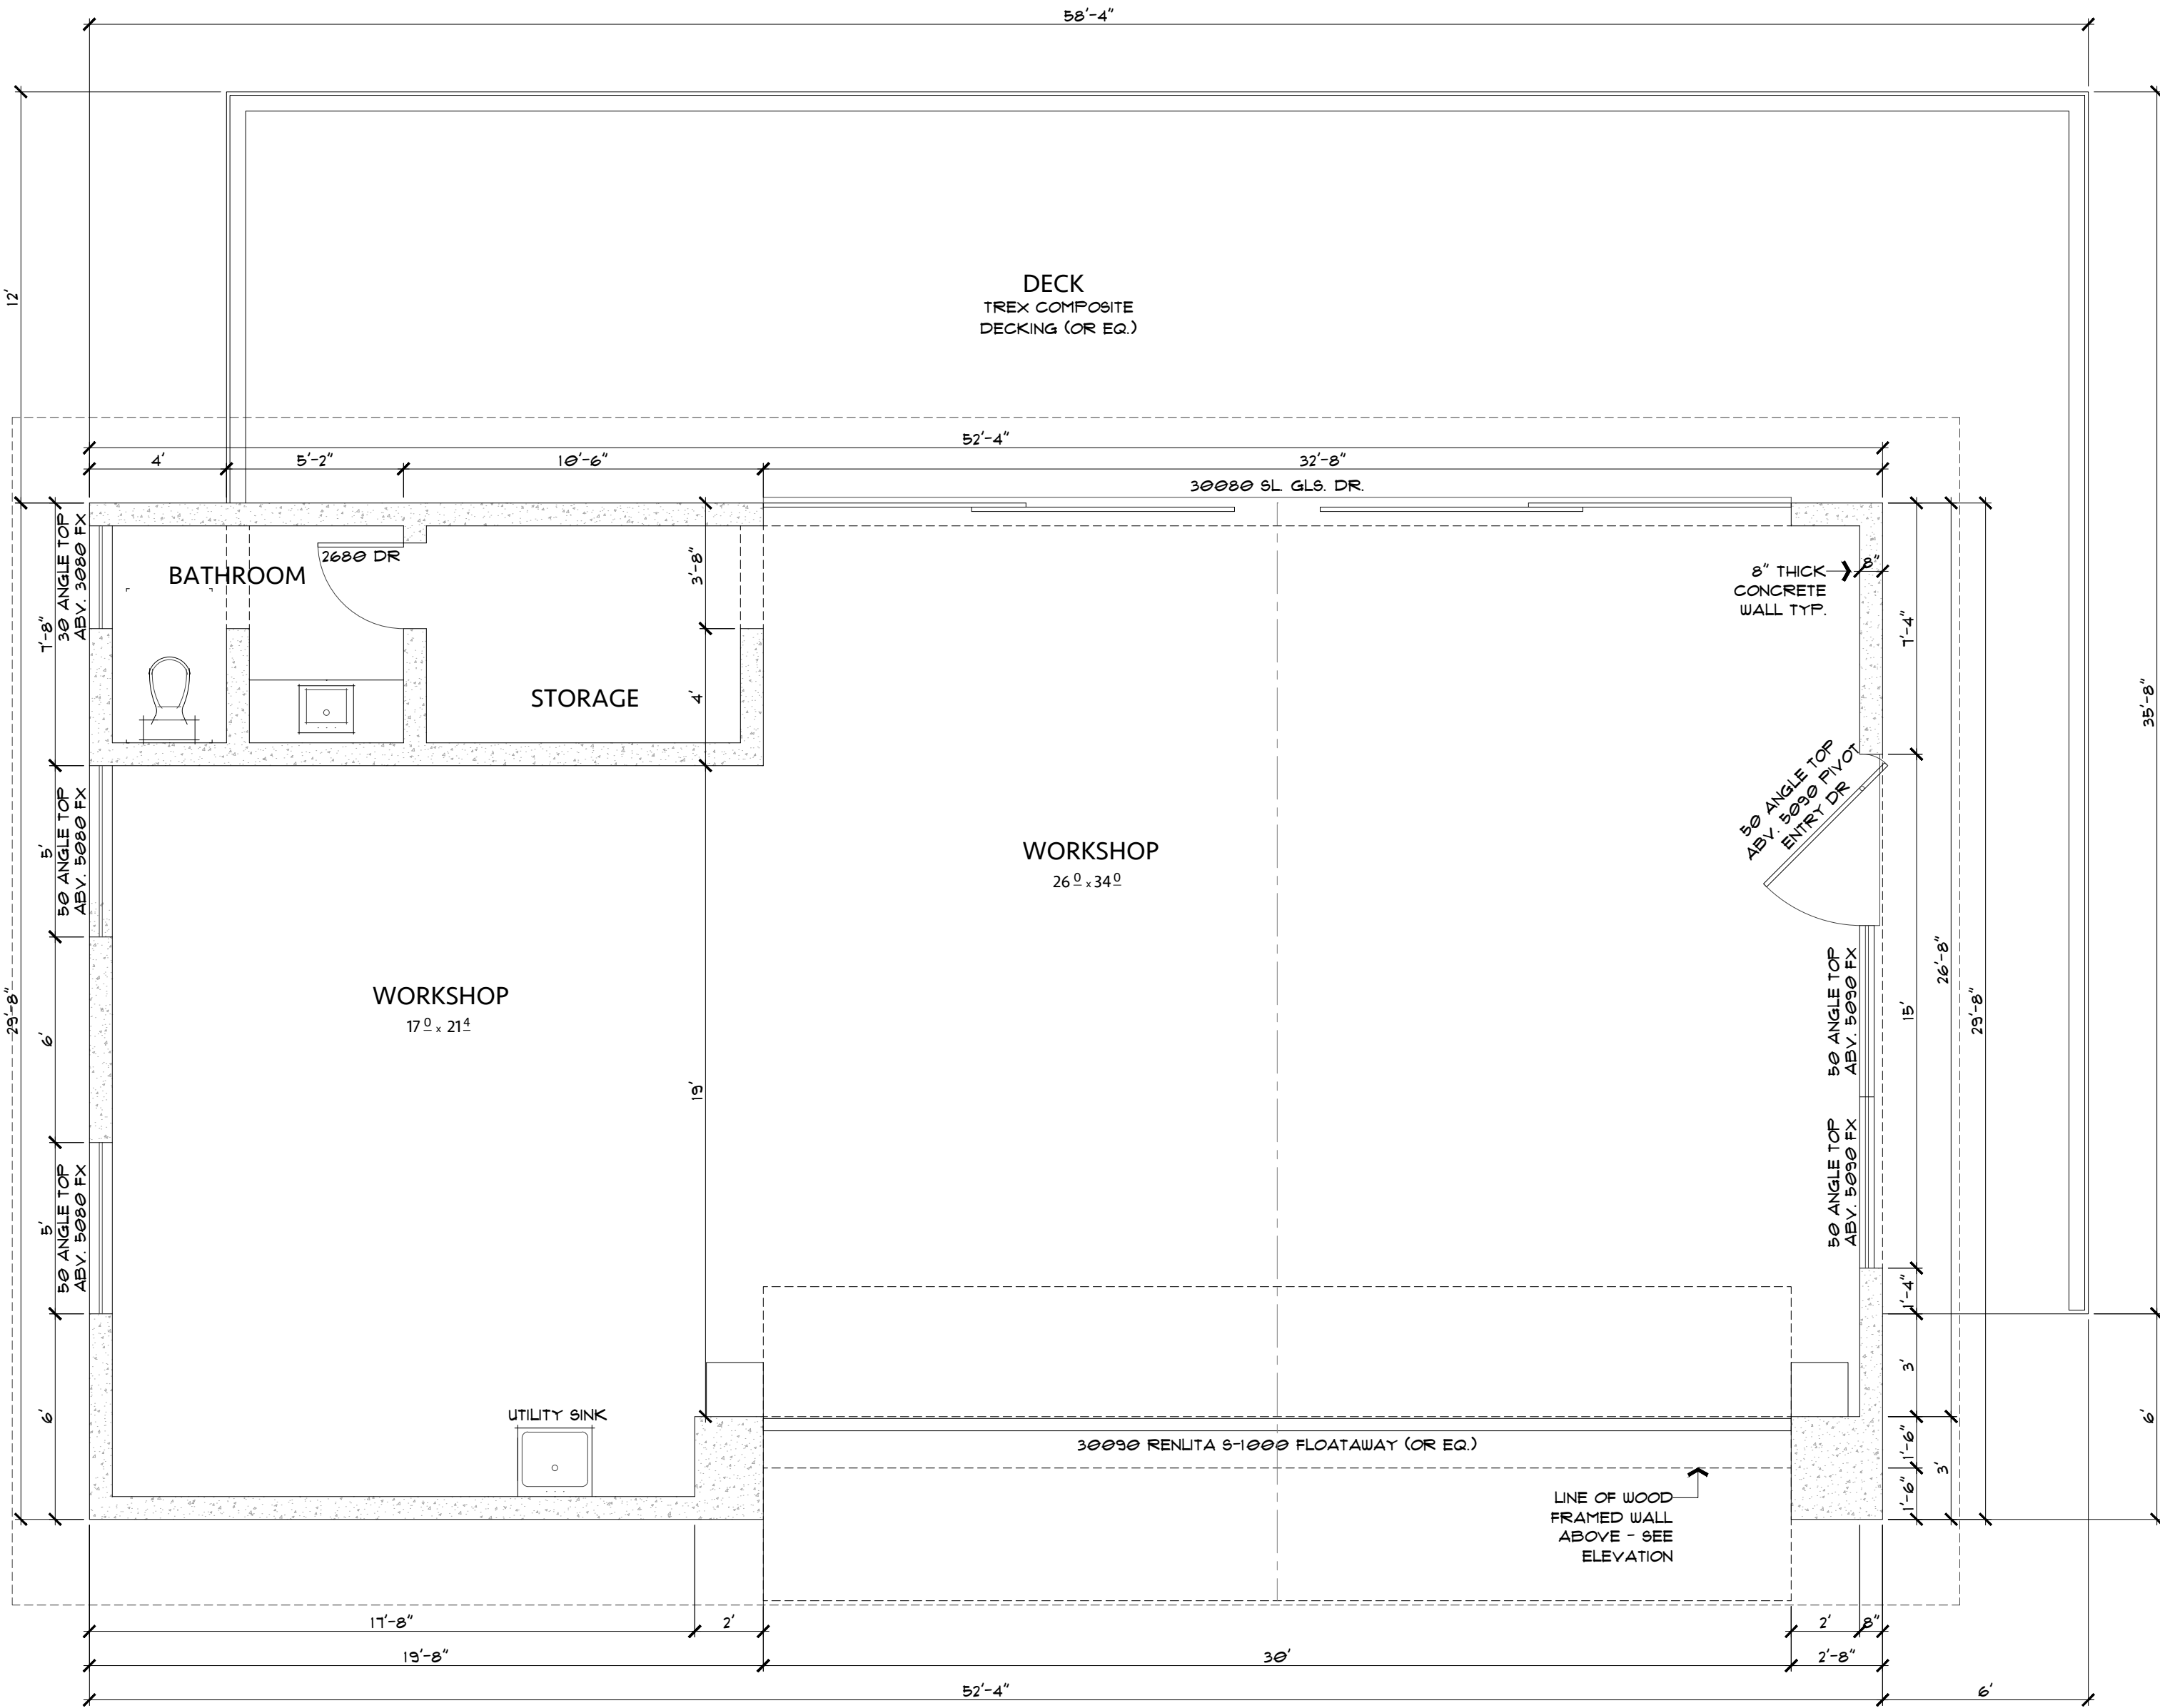 58'-4"
12'
DECK
TREX COMPOSITE
DECKING (OR EQ.)
52'-4"
4'
5'-2"
10'-6"
32'-8"
30080 SL. GLS. DR.
30 ANGLE TOP
ABV. 3080 FX
7'-8"
BATHROOM
2680 DR
3'-8"
STORAGE
4'
8" THICK
CONCRETE
WALL TYP.
8"
7'-4"
35'-8"
50 ANGLE TOP
ABV. 5080 FX
5'
WORKSHOP
26 0 x 34 0
50 ANGLE TOP
ABV. 5090 PIVOT
ENTRY DR
29'-8"
6'
WORKSHOP
17 0 x 21 4
19'
50 ANGLE TOP
ABV. 5090 FX
15'
26'-8"
29'-8"
50 ANGLE TOP
ABV. 5080 FX
5'
50 ANGLE TOP
ABV. 5090 FX
1'-4"
3'
6'
6'
UTILITY SINK
30090 RENLITA S-1000 FLOATAWAY (OR EQ.)
1'-6"
3'
1'-6"
LINE OF WOOD
FRAMED WALL
ABOVE - SEE
ELEVATION
17'-8"
2'
2'
8"
19'-8"
30'
2'-8"
52'-4"
6'